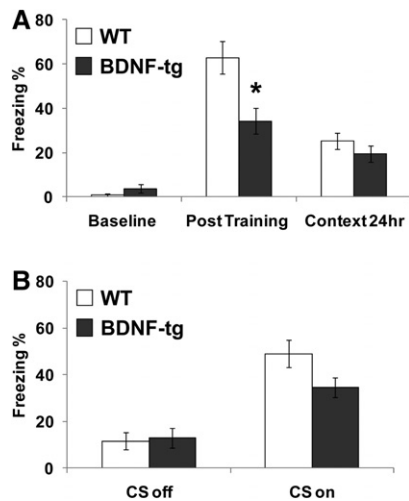 A
80
WT
BDNF-tg
60
*
40
20
0
Freezing %
Baseline Post Training Context 24hr
B
80
WT
BDNF-tg
60
40
20
0
Freezing %
CS off CS on